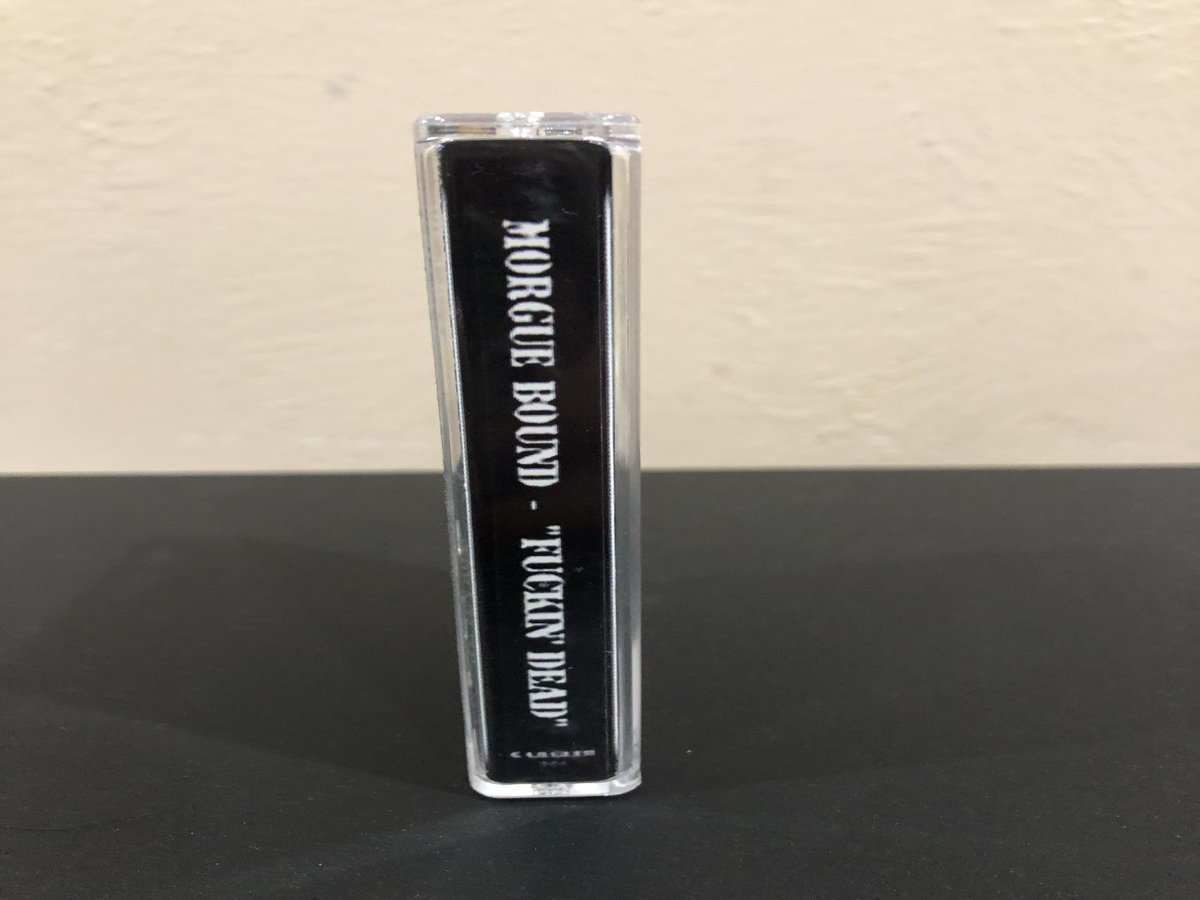 MORGUE BOUND - "FUCKIN' DEAD"